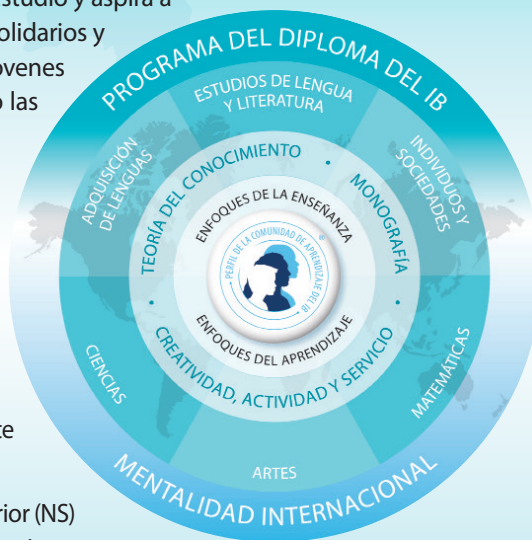 studio y aspira a
olidarios y
óvenes
o las
te
rior (NS)
PROGRAMA DEL DIPLOMA DEL IB
ESTUDIOS DE LENGUA
Y LITERATURA
ADQUISICIÓN
DE LENGUAS
INDIVIDUOS Y
SOCIEDADES
TEORÍA DEL CONOCIMIENTO
MONOGRAFÍA
ENFOQUES DE LA ENSEÑANZA
PERFIL DE LA COMUNIDAD DE APRENDIZAJE DEL IB
ENFOQUES DEL APRENDIZAJE
CREATIVIDAD, ACTIVIDAD Y SERVICIO
CIENCIAS
MATEMÁTICAS
ARTES
MENTALIDAD INTERNACIONAL